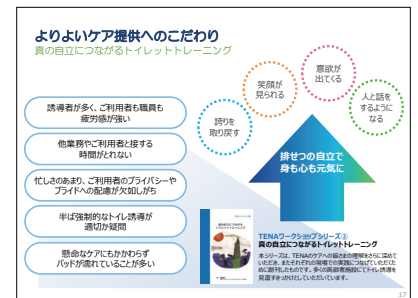 よりよいケア提供へのこだわり
真の自立につながるトイレットトレーニング
誘導者が多く、ご利用者も職員も
疲労感が強い
他業務やご利用者と接する
時間がとれない
忙しさのあまり、ご利用者のプライバシーや
プライドへの配慮が欠如しがち
半ば強制的なトイレ誘導が
適切か疑問
懸命なケアにもかかわらず
パッドが濡れていることが多い
誇りを
取り戻す
笑顔が
見られる
意欲が
出てくる
人と話を
するように
なる
排せつの自立で
身も心も元気に
TENAワークショップシリーズ②
真の自立につながるトイレットトレーニング
本シリーズは、TENAのケアへの皆さまの理解をさらに深めて
いただき、またそれぞれの現場での実践につなげていただくた
めに創刊したものです。多くの高齢者施設にてトイレ誘導を
見直すきっかけとしていただいています。
17